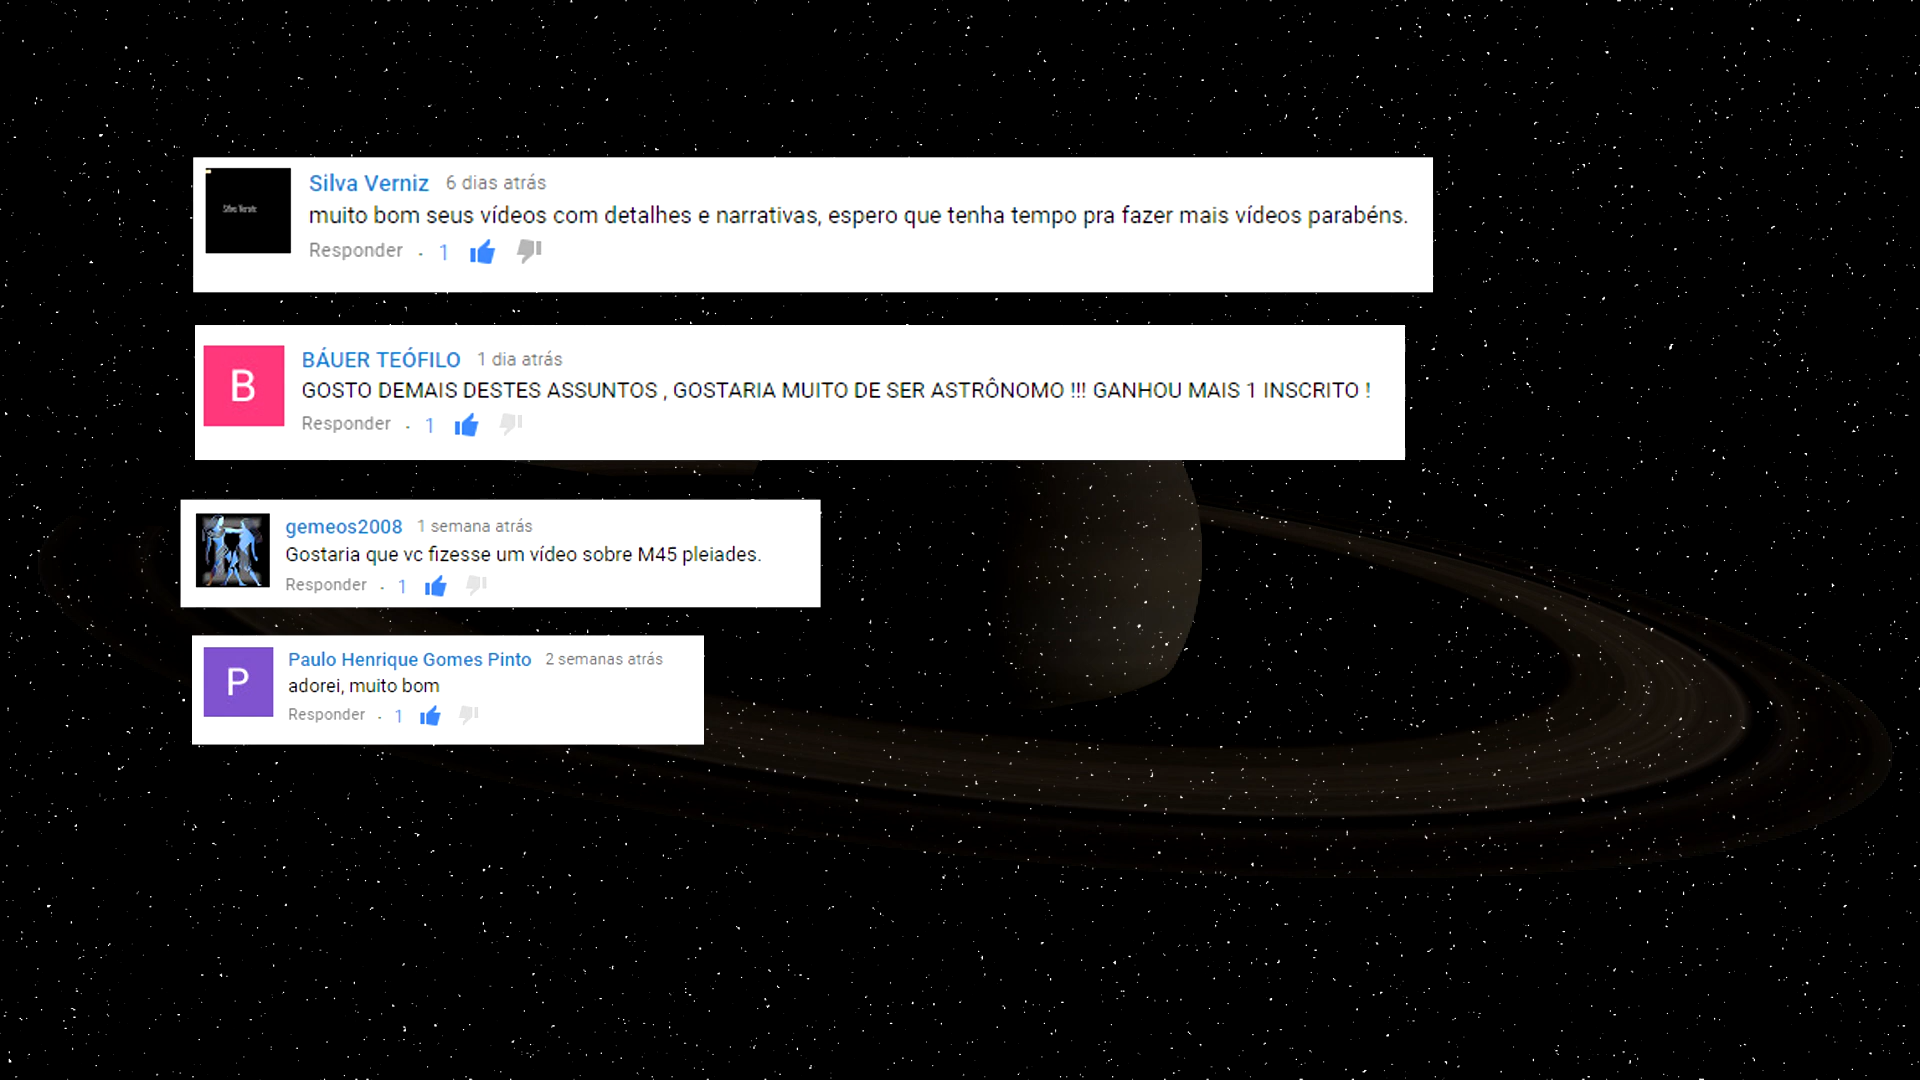 Silva Verniz 6 dias atrás
muito bom seus vídeos com detalhes e narrativas, espero que tenha tempo pra fazer mais vídeos parabéns.
Responder . 1
B
BÁUER TEÓFILO 1 dia atrás
GOSTO DEMAIS DESTES ASSUNTOS , GOSTARIA MUITO DE SER ASTRÔNOMO !!! GANHOU MAIS 1 INSCRITO !
Responder . 1
gemeos2008 1 semana atrás
Gostaria que vc fizesse um vídeo sobre M45 pleiades.
Responder . 1
P
Paulo Henrique Gomes Pinto 2 semanas atrás
adorei, muito bom
Responder . 1